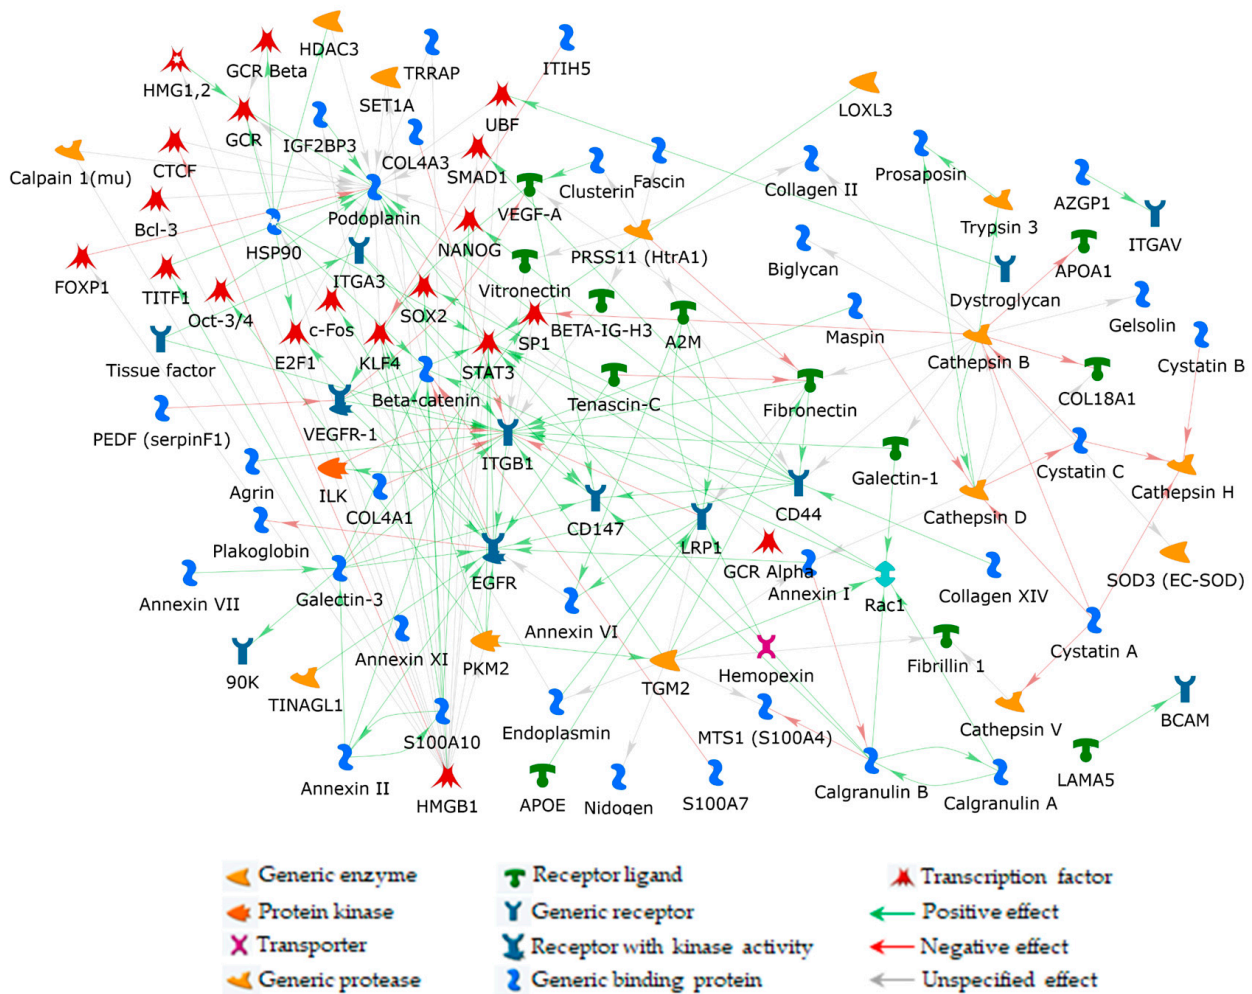 HDAC3
GCR Beta
TRRAP
ITIH5
HMG1,2
SET1A
LOXL3
UBF
GCR
IGF2BP3
COL4A3
CTCF
Calpain 1(mu)
SMAD1
Clusterin
Fascin
Collagen II
Prosaposin
AZGP1
Podoplanin
VEGF-A
Bcl-3
Trypsin 3
ITGAV
HSP90
NANOG
PRSS11 (HtrA1)
APOA1
FOXP1
TITF1
ITGA3
Vitronectin
Biglycan
Dystroglycan
Oct-3/4
c-Fos
SOX2
BETA-IG-H3
Gelsolin
Tissue factor
E2F1
KLF4
SP1
A2M
Maspin
Cathepsin B
Cystatin B
STAT3
Beta-catenin
Tenascin-C
Fibronectin
COL18A1
PEDF (serpinF1)
VEGFR-1
ITGB1
Galectin-1
Cystatin C
Agrin
ILK
COL4A1
Cathepsin H
CD147
CD44
Cathepsin D
Plakoglobin
LRP1
GCR Alpha
EGFR
SOD3 (EC-SOD)
Annexin VII
Galectin-3
Annexin I
Rac1
Collagen XIV
Annexin VI
Annexin XI
PKM2
Cystatin A
90K
TINAGL1
TGM2
Hemopexin
Fibrillin 1
Endoplasmin
MTS1 (S100A4)
Cathepsin V
BCAM
S100A10
Annexin II
HMGB1
APOE
Nidogen
S100A7
Calgranulin B
Calgranulin A
LAMA5
Generic enzyme
Receptor ligand
Transcription factor
Protein kinase
Generic receptor
Positive effect
Transporter
Receptor with kinase activity
Negative effect
Generic protease
Generic binding protein
Unspecified effect